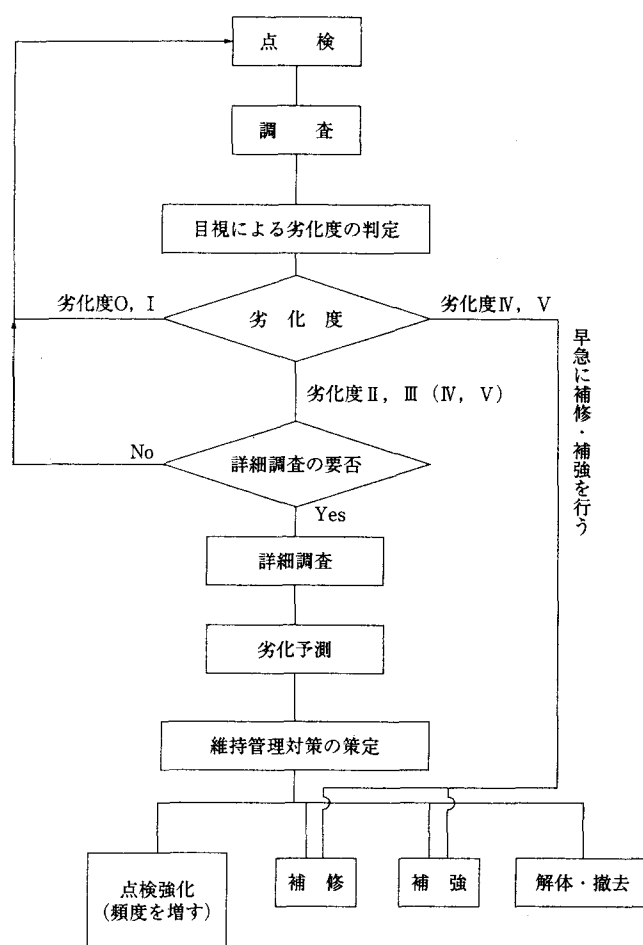 点　検
調　査
目視による劣化度の判定
劣化度O，I
劣 化 度
劣化度Ⅳ，Ⅴ
早急に補修・補強を行う
劣化度Ⅱ，Ⅲ（Ⅳ，Ⅴ）
No
詳細調査の要否
Yes
詳細調査
劣化予測
維持管理対策の策定
点検強化
（頻度を増す）
補　修
補　強
解体・撤去